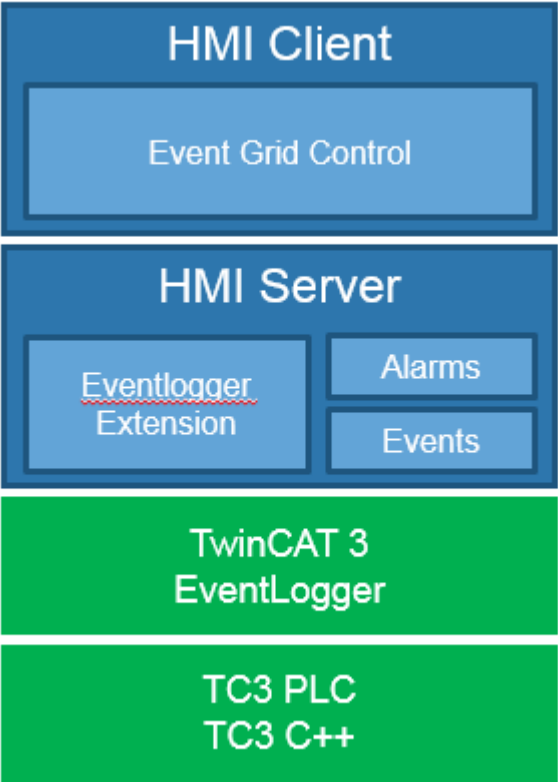 HMI Client
Event Grid Control
HMI Server
Eventlogger
Extension
Alarms
Events
TwinCAT 3
EventLogger
TC3 PLC
TC3 C++